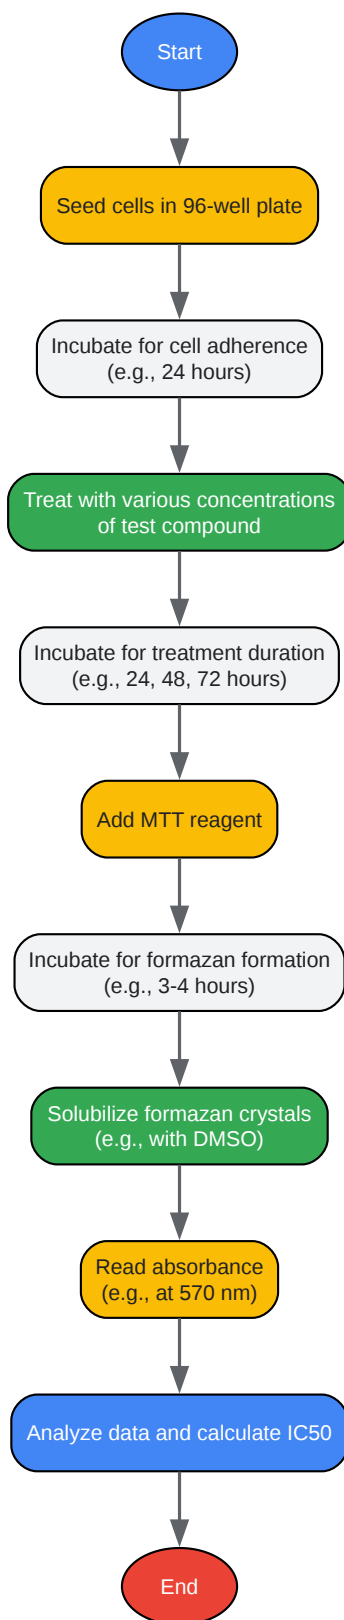 Start
Seed cells in 96-well plate
Incubate for cell adherence
(e.g., 24 hours)
Treat with various concentrations
of test compound
Incubate for treatment duration
(e.g., 24, 48, 72 hours)
Add MTT reagent
Incubate for formazan formation
(e.g., 3-4 hours)
Solubilize formazan crystals
(e.g., with DMSO)
Read absorbance
(e.g., at 570 nm)
Analyze data and calculate IC50
End